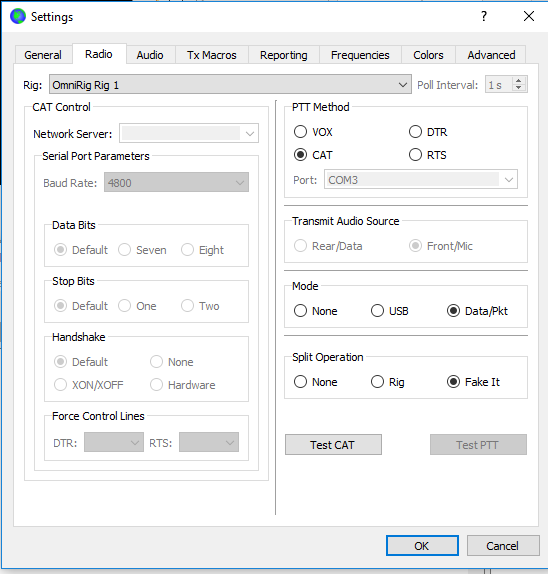 Settings
?
General Radio Audio Tx Macros Reporting Frequencies Colors Advanced
Rig: OmniRig Rig 1 Poll Interval: 1 s
CAT Control
Network Server:
Serial Port Parameters
Baud Rate: 4800
Data Bits
Default Seven Eight
Stop Bits
Default One Two
Handshake
Default None
XON/XOFF Hardware
Force Control Lines
DTR: RTS:
PTT Method
VOX DTR
CAT RTS
Port: COM3
Transmit Audio Source
Rear/Data Front/Mic
Mode
None USB Data/Pkt
Split Operation
None Rig Fake It
Test CAT Test PTT
OK Cancel